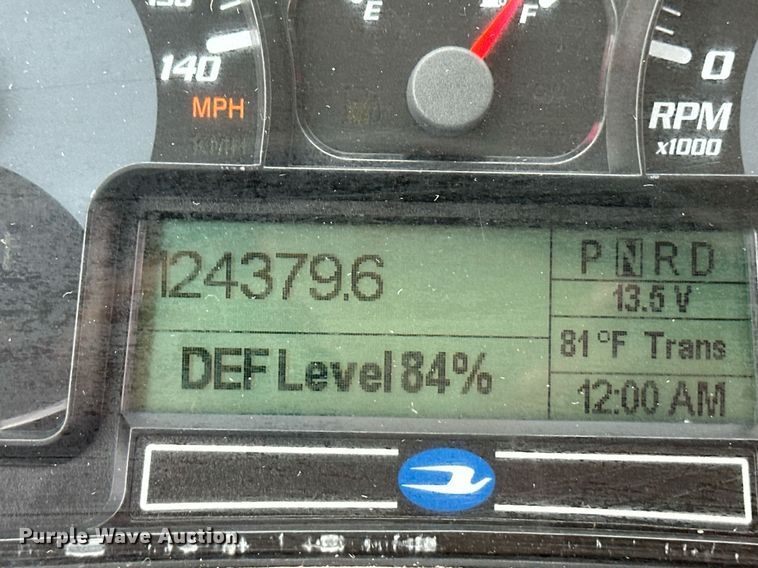 E
F
140
MPH
0
RPM
x1000
124379.6
P N R D
13.5 V
DEF Level 84%
81 °F Trans
12:00 AM
Purple Wave Auction